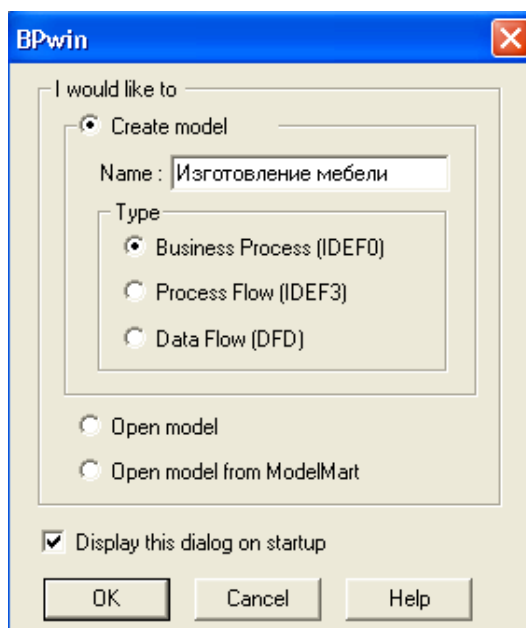 BPwin
I would like to
Create model
Name : Изготовление мебели
Type
Business Process (IDEF0)
Process Flow (IDEF3)
Data Flow (DFD)
Open model
Open model from ModelMart
Display this dialog on startup
OK Cancel Help